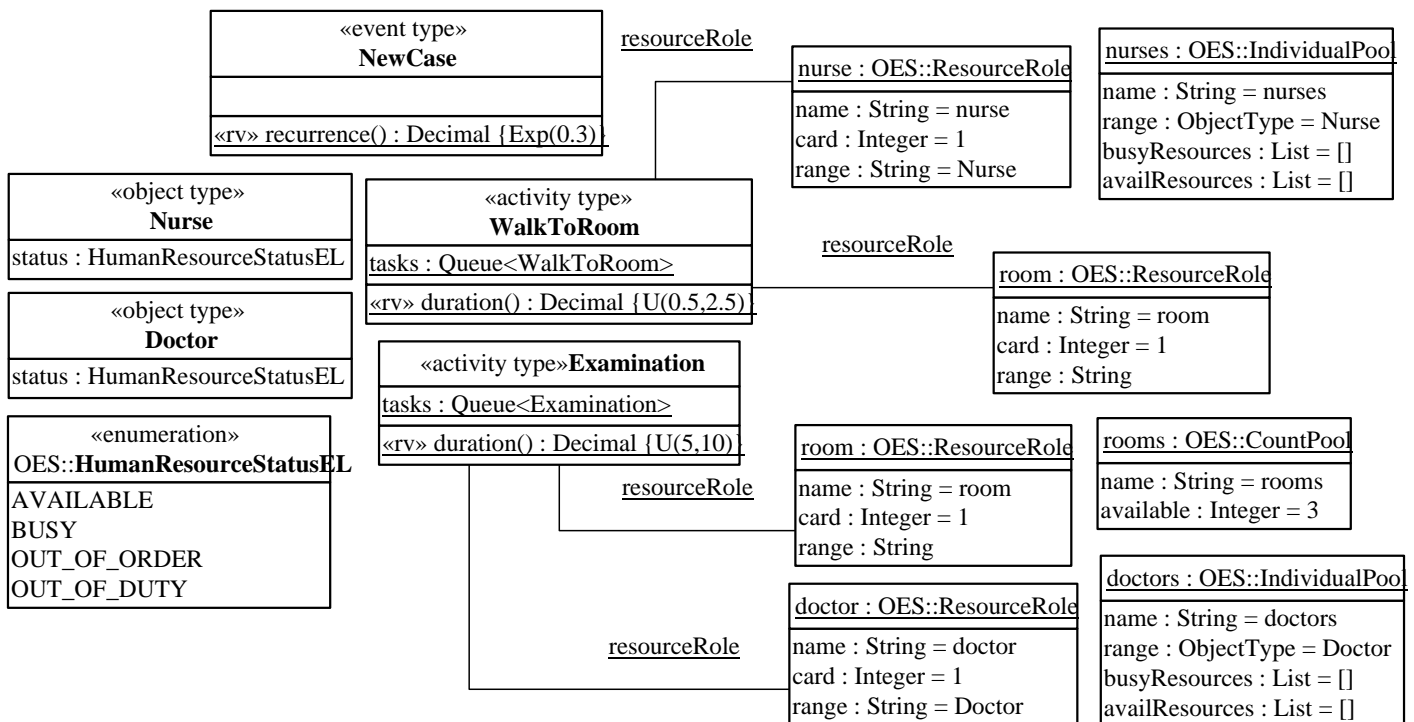 «event type»
NewCase
«rv» recurrence() : Decimal {Exp(0.3)}
resourceRole
nurse : OES::ResourceRole
name : String = nurse
card : Integer = 1
range : String = Nurse
nurses : OES::IndividualPool
name : String = nurses
range : ObjectType = Nurse
busyResources : List = []
availResources : List = []
«object type»
Nurse
status : HumanResourceStatusEL
«activity type»
WalkToRoom
tasks : Queue<WalkToRoom>
«rv» duration() : Decimal {U(0.5,2.5)}
resourceRole
room : OES::ResourceRole
name : String = room
card : Integer = 1
range : String
«object type»
Doctor
status : HumanResourceStatusEL
«activity type»Examination
tasks : Queue<Examination>
«rv» duration() : Decimal {U(5,10)}
«enumeration»
OES::HumanResourceStatusEL
AVAILABLE
BUSY
OUT_OF_ORDER
OUT_OF_DUTY
resourceRole
room : OES::ResourceRole
name : String = room
card : Integer = 1
range : String
rooms : OES::CountPool
name : String = rooms
available : Integer = 3
resourceRole
doctor : OES::ResourceRole
name : String = doctor
card : Integer = 1
range : String = Doctor
doctors : OES::IndividualPool
name : String = doctors
range : ObjectType = Doctor
busyResources : List = []
availResources : List = []